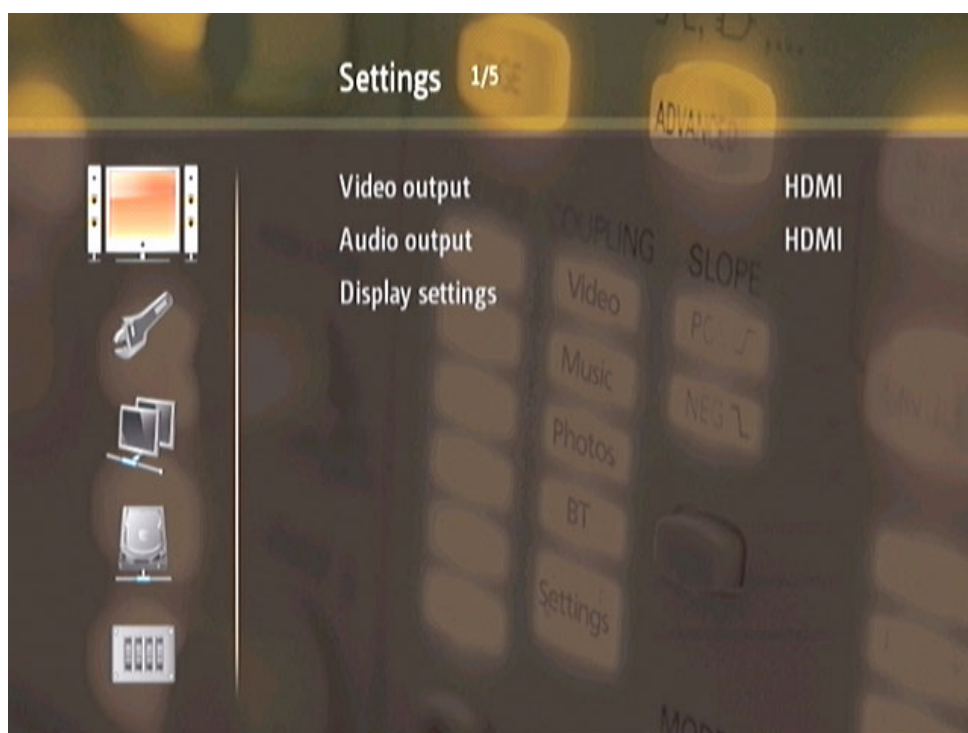 Settings 1/5
ADVANCED
Video output HDMI
Audio output HDMI
Display settings
COUPLING
SLOPE
Video
Music
Photos
BT
Settings
NEG